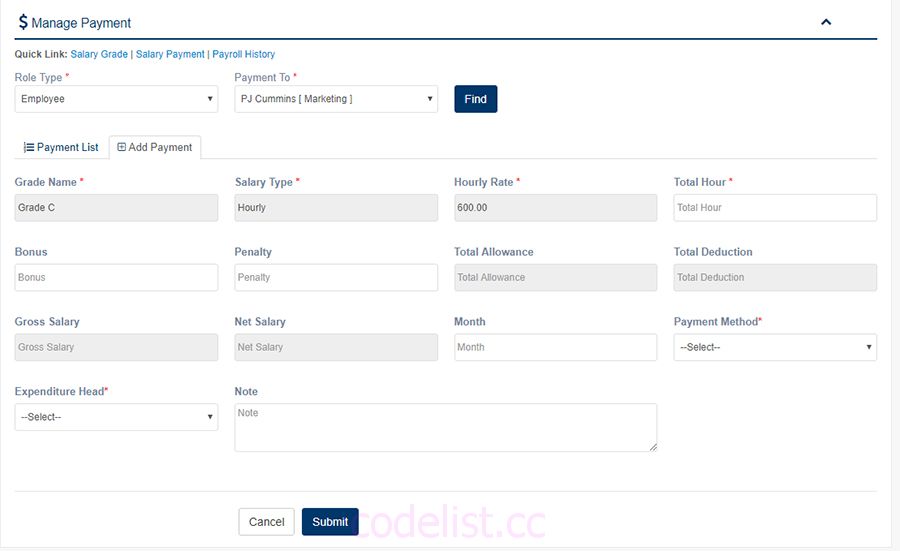 $ Manage Payment
Quick Link: Salary Grade | Salary Payment | Payroll History
Role Type * Payment To *
Employee PJ Cummins [ Marketing ] Find
Payment List Add Payment
Grade Name * Salary Type * Hourly Rate * Total Hour *
Grade C Hourly 600.00 Total Hour
Bonus Penalty Total Allowance Total Deduction
Bonus Penalty Total Allowance Total Deduction
Gross Salary Net Salary Month Payment Method*
Gross Salary Net Salary Month --Select--
Expenditure Head* Note
--Select-- Note
Cancel Submit codelist.cc